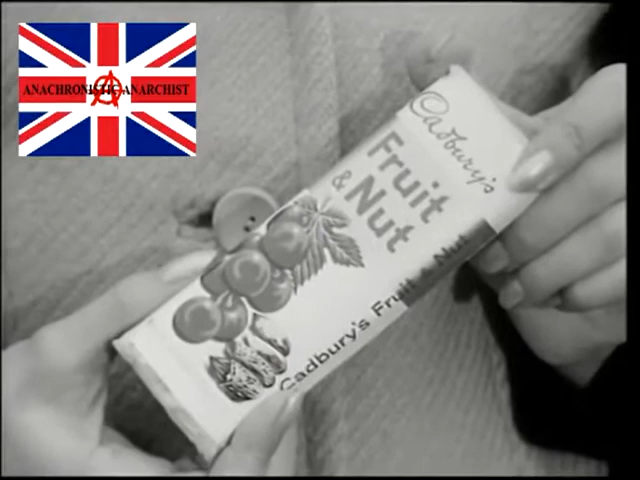 ANACHRONISTIC ANARCHIST
Cadbury's
Fruit
& Nut
Cadbury's Fruit & Nut